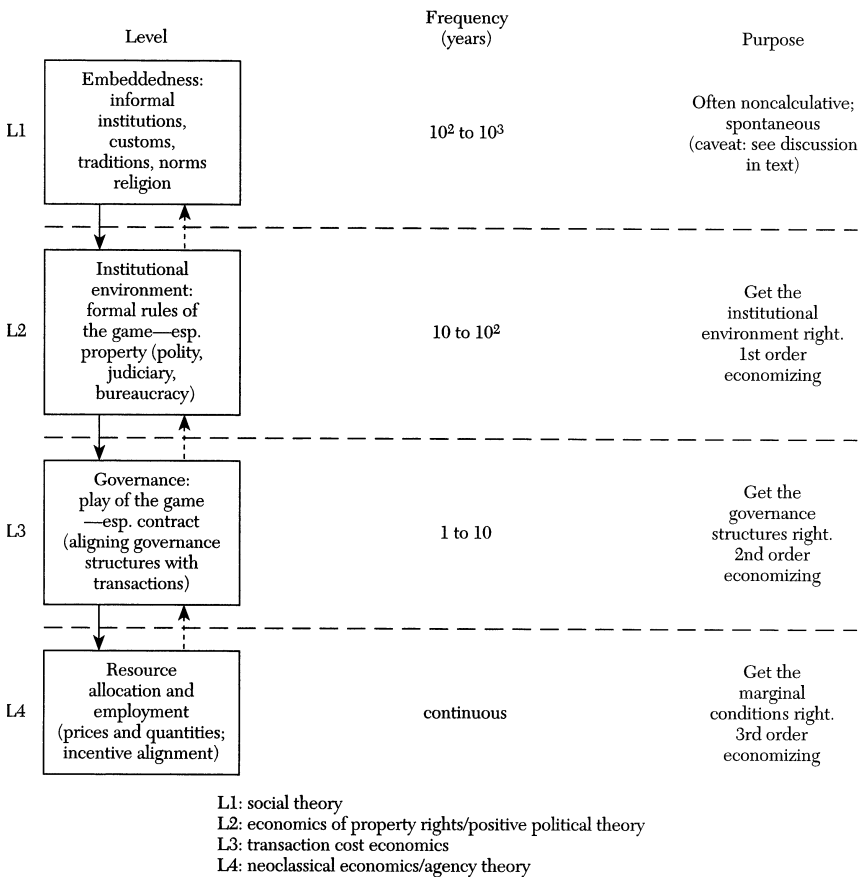 Level
Frequency
(years)
Purpose
L1
Embeddedness:
informal
institutions,
customs,
traditions, norms
religion
10² to 10³
Often noncalculative;
spontaneous
(caveat: see discussion
in text)
L2
Institutional
environment:
formal rules of
the game—esp.
property (polity,
judiciary,
bureaucracy)
10 to 10²
Get the
institutional
environment right.
1st order
economizing
L3
Governance:
play of the game
—esp. contract
(aligning governance
structures with
transactions)
1 to 10
Get the
governance
structures right.
2nd order
economizing
L4
Resource
allocation and
employment
(prices and quantities;
incentive alignment)
continuous
Get the
marginal
conditions right.
3rd order
economizing
L1: social theory
L2: economics of property rights/positive political theory
L3: transaction cost economics
L4: neoclassical economics/agency theory